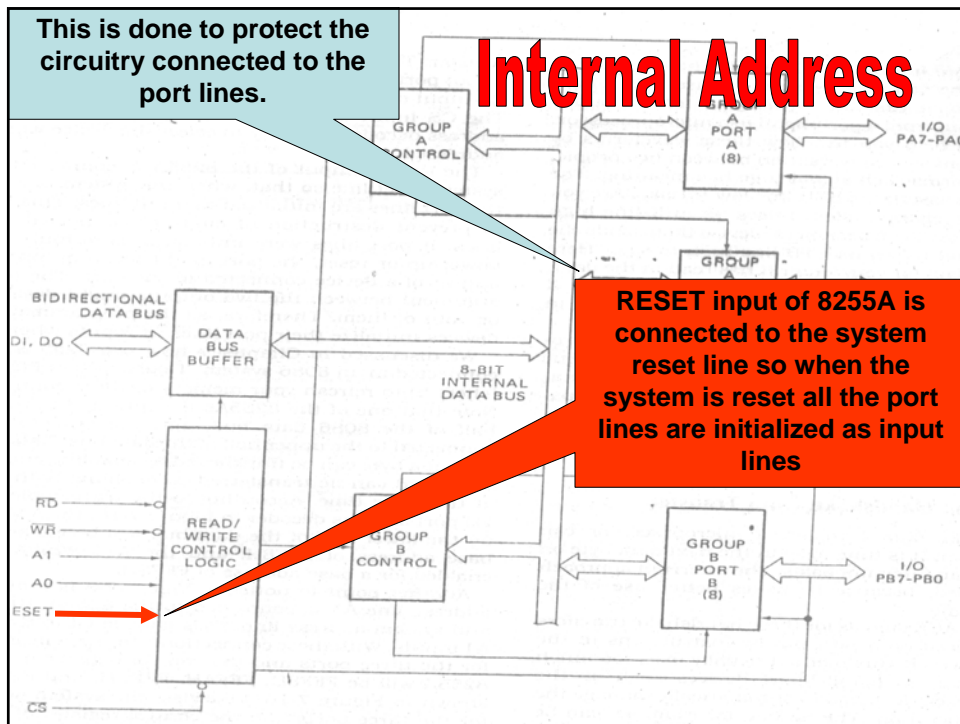 This is done to protect the
circuitry connected to the
port lines.
Internal Address
GROUP
A
CONTROL
GROUP
A
PORT
A
(8)
I/O
PA7-PA0
GROUP
A
BIDIRECTIONAL
DATA BUS
DI, DO
DATA
BUS
BUFFER
8-BIT
INTERNAL
DATA BUS
RESET input of 8255A is
connected to the system
reset line so when the
system is reset all the port
lines are initialized as input
lines
RD
WR
A1
A0
ESET
CS
READ/
WRITE
CONTROL
LOGIC
GROUP
B
CONTROL
GROUP
B
PORT
B
(8)
I/O
PB7-PB0